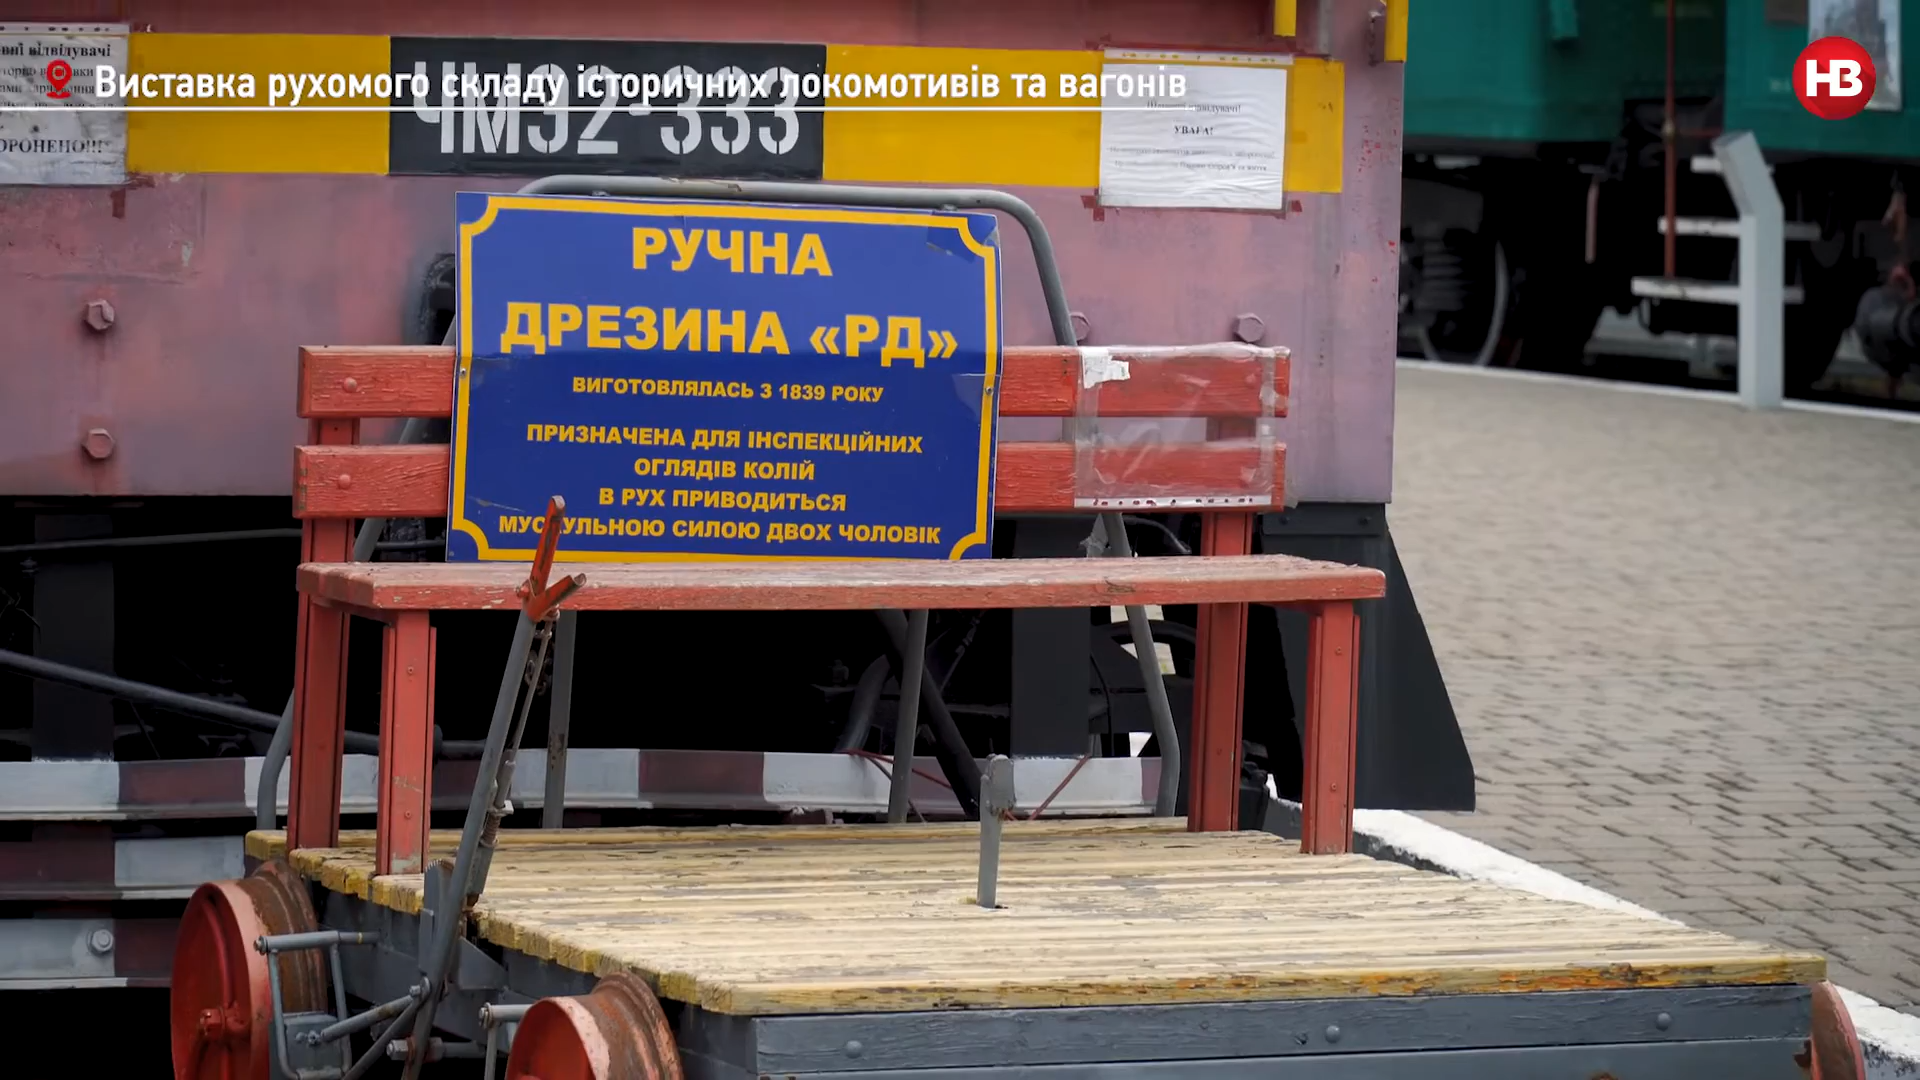 Виставка рухомого складу історичних локомотивів та вагонів
НВ
ЧМЭ2-333
відвідувачі
УВАГА!
РУЧНА
ДРЕЗИНА «РД»
ВИГОТОВЛЯЛАСЬ З 1839 РОКУ
ПРИЗНАЧЕНА ДЛЯ ІНСПЕКЦІЙНИХ
ОГЛЯДІВ КОЛІЙ
В РУХ ПРИВОДИТЬСЯ
МУСКУЛЬНОЮ СИЛОЮ ДВОХ ЧОЛОВІК